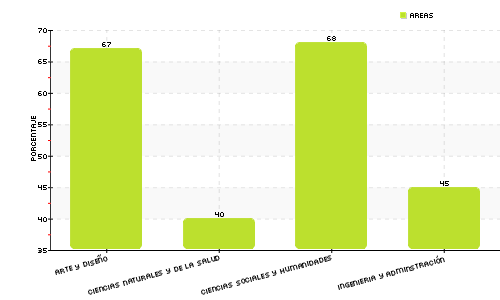 AREAS
PORCENTAJE
70
65
60
55
50
45
40
35
67
40
68
45
ARTE Y DISEÑO
CIENCIAS NATURALES Y DE LA SALUD
CIENCIAS SOCIALES Y HUMANIDADES
INGENIERIA Y ADMINISTRACIÓN